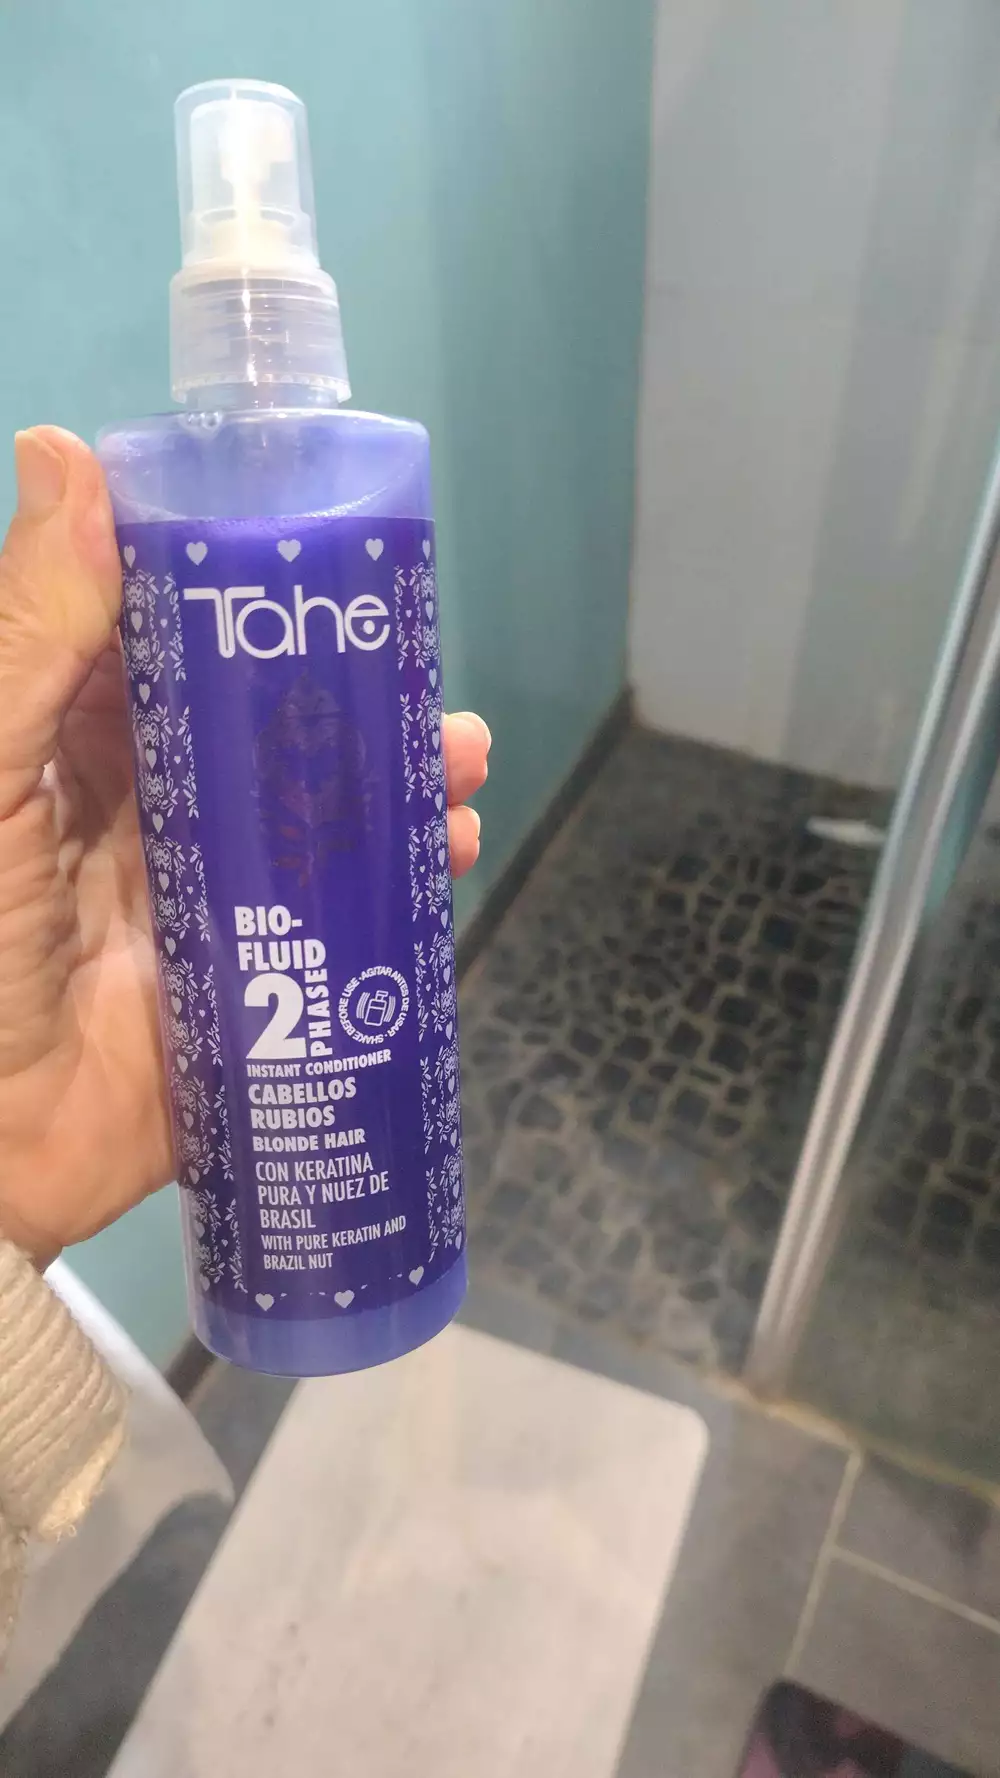 Tahe
BIO-
FLUID
2
PHASE
SHAKE BEFORE USE · AGITAR ANTES DE USAR ·
INSTANT CONDITIONER
CABELLOS
RUBIOS
BLONDE HAIR
CON KERATINA
PURA Y NUEZ DE
BRASIL
WITH PURE KERATIN AND
BRAZIL NUT